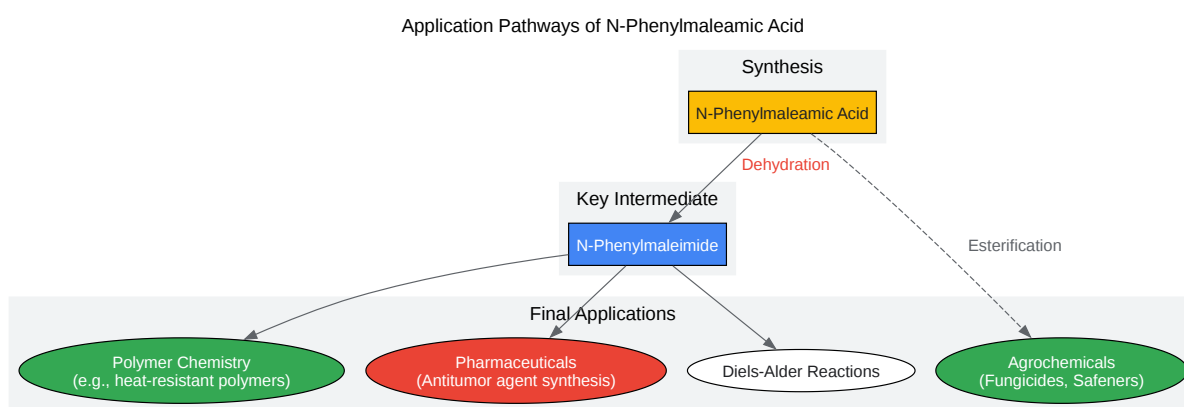 Application Pathways of N-Phenylmaleamic Acid
Synthesis
N-Phenylmaleamic Acid
Dehydration
Key Intermediate
N-Phenylmaleimide
Esterification
Final Applications
Polymer Chemistry
(e.g., heat-resistant polymers)
Pharmaceuticals
(Antitumor agent synthesis)
Diels-Alder Reactions
Agrochemicals
(Fungicides, Safeners)